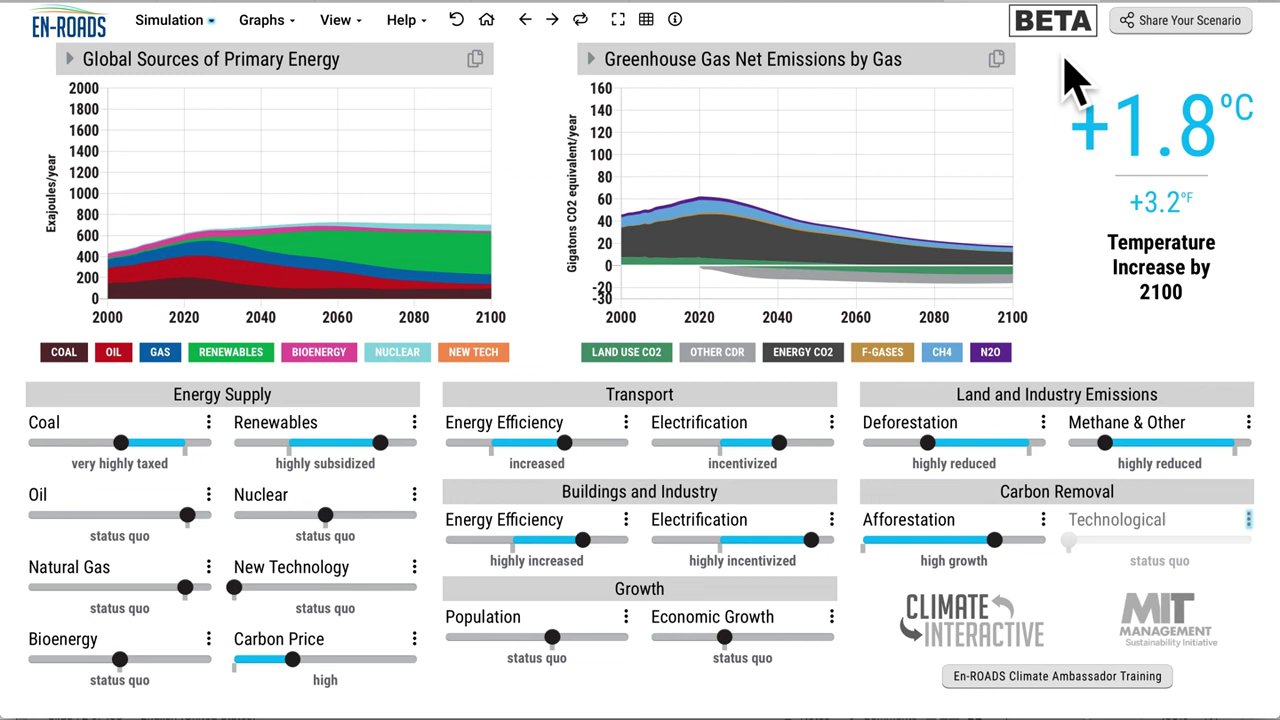 EN-ROADS Simulation Graphs View Help BETA Share Your Scenario
Global Sources of Primary Energy
2000
1800
1600
1400
1200
1000
800
600
400
200
0
Exajoules/year
2000 2020 2040 2060 2080 2100
COAL OIL GAS RENEWABLES BIOENERGY NUCLEAR NEW TECH
Greenhouse Gas Net Emissions by Gas
160
140
120
100
80
60
40
20
0
-20
-30
Gigatons CO2 equivalent/year
2000 2020 2040 2060 2080 2100
LAND USE CO2 OTHER CDR ENERGY CO2 F-GASES CH4 N2O
+1.8°C
+3.2°F
Temperature
Increase by
2100
Energy Supply
Coal Renewables
very highly taxed highly subsidized
Oil Nuclear
status quo status quo
Natural Gas New Technology
status quo status quo
Bioenergy Carbon Price
status quo high
Transport
Energy Efficiency Electrification
increased incentivized
Buildings and Industry
Energy Efficiency Electrification
highly increased highly incentivized
Growth
Population Economic Growth
status quo status quo
Land and Industry Emissions
Deforestation Methane & Other
highly reduced highly reduced
Carbon Removal
Afforestation Technological
high growth status quo
CLIMATE
INTERACTIVE
MIT
MANAGEMENT
Sustainability Initiative
En-ROADS Climate Ambassador Training